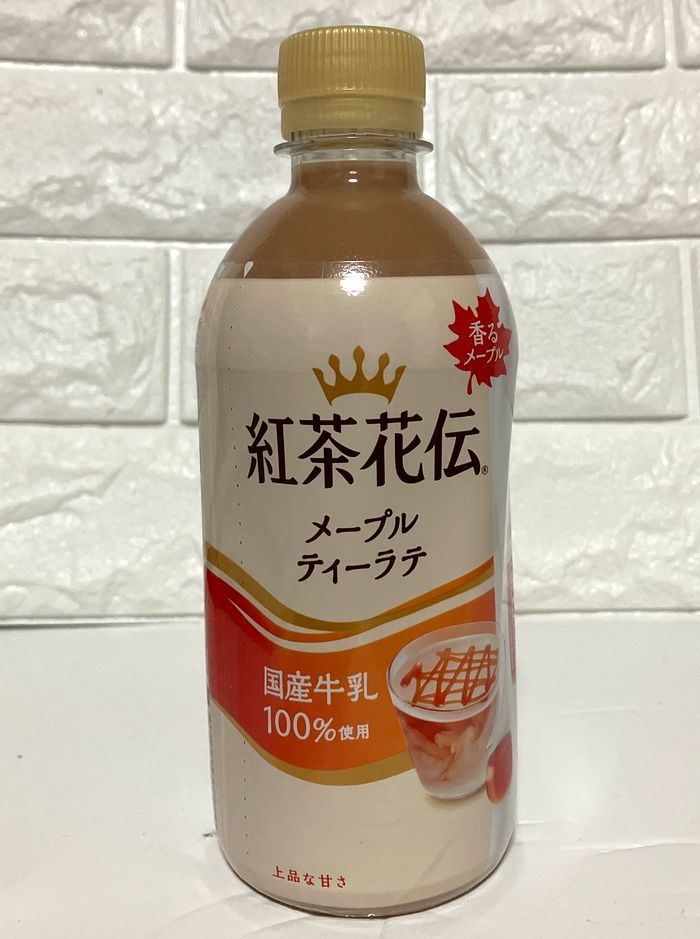 香る
メープル
紅茶花伝®
メープル
ティーラテ
国産牛乳
100%使用
上品な甘さ